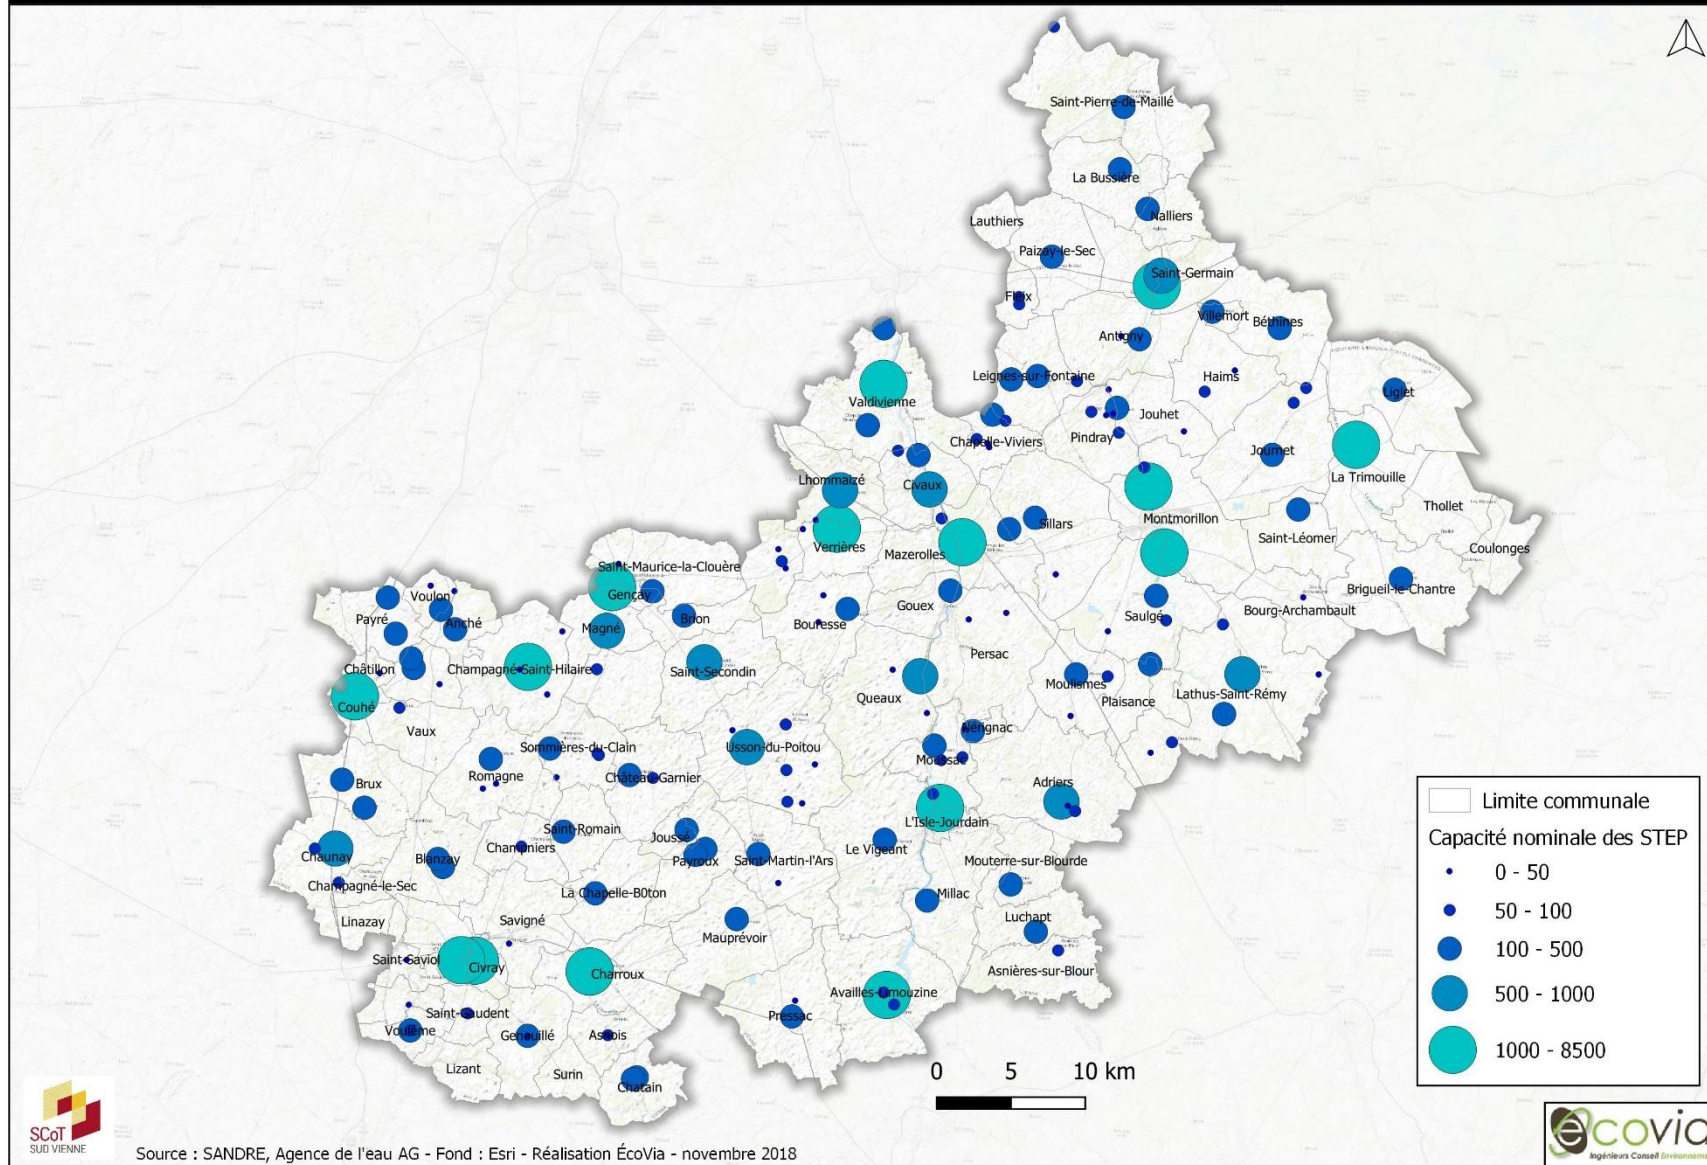 Saint-Pierre-de-Maillé
La Bussière
Nalliers
Lauthiers
Paizay-le-Sec
Saint-Germain
Fleix
Villemort
Béthines
Antigny
Leignes-sur-Fontaine
Haims
Liglet
Valdivienne
Jouhet
Pindray
Chapelle-Viviers
Journet
La Trimouille
Lhommaizé
Civaux
Thollet
Montmorillon
Sillars
Saint-Léomer
Coulonges
Verrières
Mazerolles
Saint-Maurice-la-Clouère
Gençay
Brigueil-le-Chantre
Voulon
Gouex
Bourg-Archambault
Payré
Anché
Magné
Brion
Bouresse
Saulgé
Persac
Châtillon
Champagné-Saint-Hilaire
Saint-Secondin
Queaux
Moulismes
Plaisance
Lathus-Saint-Rémy
Couhé
Vaux
Nérignac
Sommières-du-Clain
Usson-du-Poitou
Moussac
Romagne
Château-Garnier
Brux
Adriers
L'Isle-Jourdain
Saint-Romain
Joussé
Chaunay
Champniers
Le Vigeant
Blanzay
Payroux
Saint-Martin-l'Ars
Mouterre-sur-Blourde
Champagné-le-Sec
La Chapelle-B0ton
Millac
Linazay
Savigné
Mauprévoir
Luchapt
Saint-Saviol
Civray
Charroux
Asnières-sur-Blour
Availles-Limouzine
Saint-Gaudent
Pressac
Voulême
Genouillé
Asnois
Lizant
Surin
Chatain
Limite communale
Capacité nominale des STEP
0 - 50
50 - 100
100 - 500
500 - 1000
1000 - 8500
0 5 10 km
SCoT
SUD VIENNE
Source : SANDRE, Agence de l'eau AG - Fond : Esri - Réalisation ÉcoVia - novembre 2018
écovia
Ingénieurs Conseil Environnem